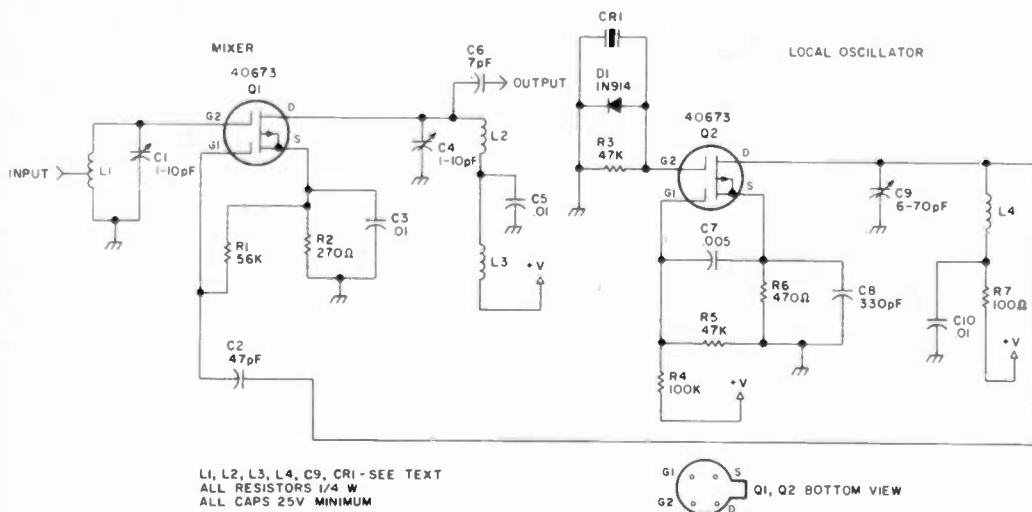 MIXER
40673
Q1
G2
D
G1
S
INPUT
L1
C1
1-10pF
R1
56K
R2
270Ω
C3
.01
C2
47pF
C6
7pF
OUTPUT
C4
1-10pF
L2
C5
.01
L3
+V
CR1
D1
1N914
R3
47K
LOCAL OSCILLATOR
40673
Q2
G2
D
G1
S
C7
.005
R6
470Ω
C8
330pF
R5
47K
R4
100K
+V
C9
6-70pF
L4
C10
.01
R7
100Ω
+V
L1, L2, L3, L4, C9, CR1-SEE TEXT
ALL RESISTORS 1/4 W
ALL CAPS 25V MINIMUM
G1
S
G2
D
Q1, Q2 BOTTOM VIEW